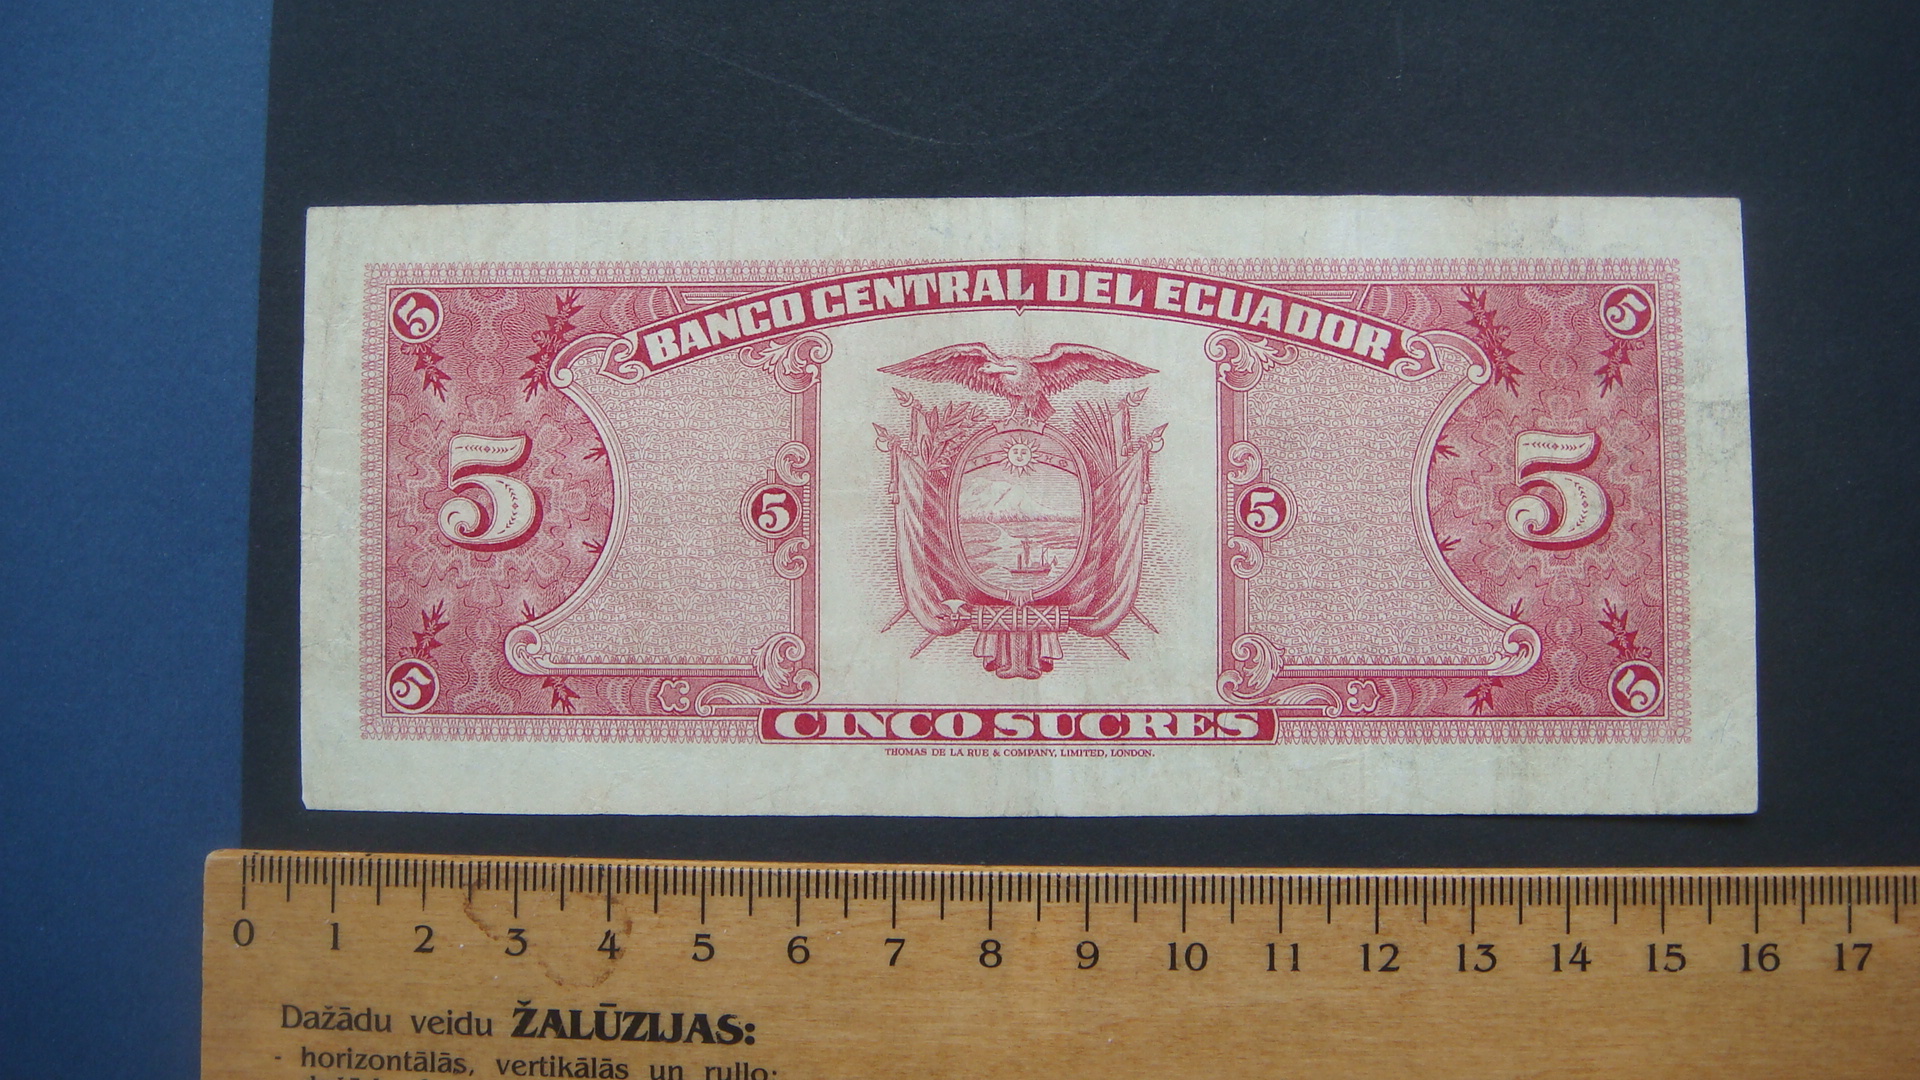 BANCO CENTRAL DEL ECUADOR
5 5
5 5
5 5
5 5
CINCO SUCRES
THOMAS DE LA RUE & COMPANY, LIMITED, LONDON.
0 1 2 3 4 5 6 7 8 9 10 11 12 13 14 15 16 17
Dažādu veidu ŽALŪZIJAS:
- horizontālās, vertikālās un rullo;